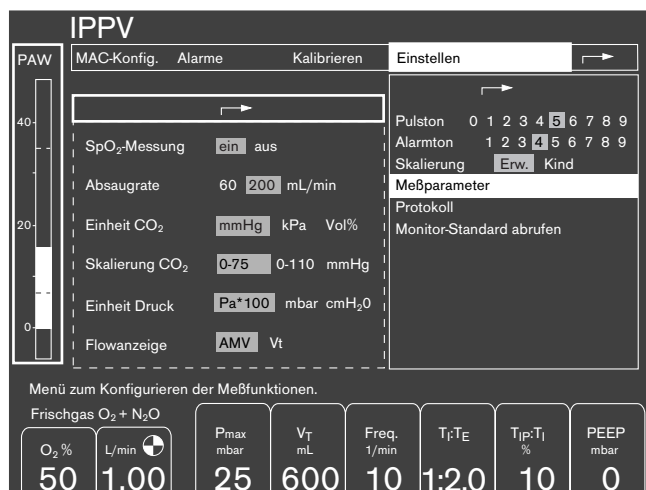 IPPV
PAW
MAC-Konfig. Alarme Kalibrieren Einstellen
40
20
0
SpO₂-Messung ein aus
Absaugrate 60 200 mL/min
Einheit CO₂ mmHg kPa Vol%
Skalierung CO₂ 0-75 0-110 mmHg
Einheit Druck Pa*100 mbar cmH₂0
Flowanzeige AMV Vt
Pulston 0 1 2 3 4 5 6 7 8 9
Alarmton 1 2 3 4 5 6 7 8 9
Skalierung Erw. Kind
Meßparameter
Protokoll
Monitor-Standard abrufen
Menü zum Konfigurieren der Meßfunktionen.
Frischgas O₂ + N₂O
O₂ %
50
L/min
1.00
Pmax
mbar
25
VT
mL
600
Freq.
1/min
10
TI:TE
1:2.0
TIP:TI
%
10
PEEP
mbar
0